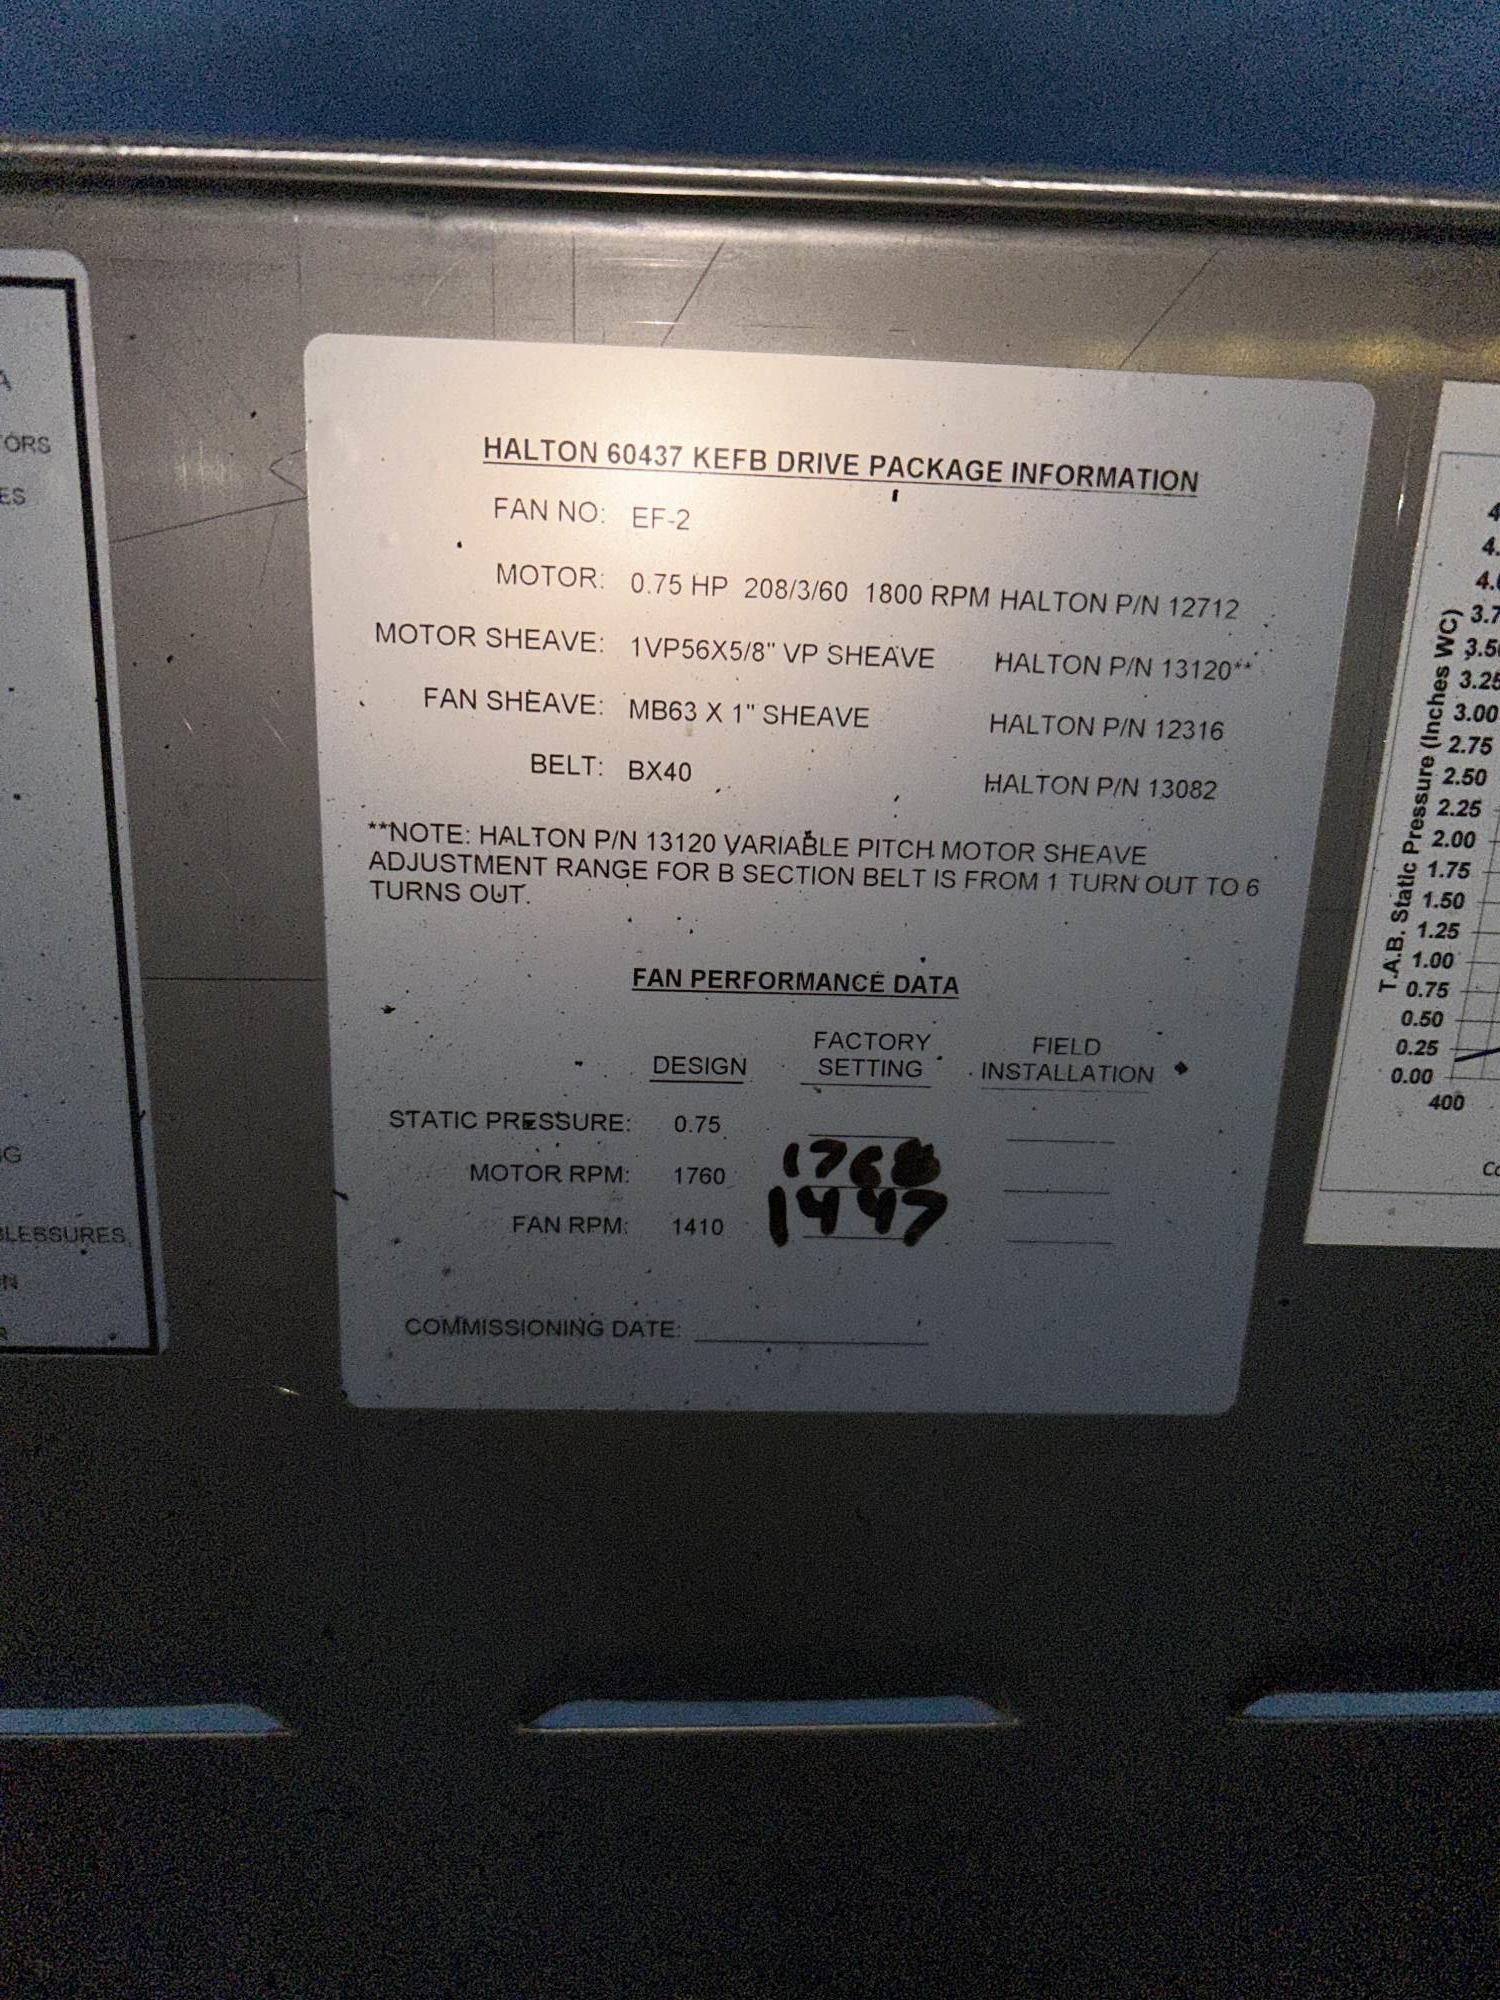 HALTON 60437 KEFB DRIVE PACKAGE INFORMATION
FAN NO: EF-2
MOTOR: 0.75 HP 208/3/60 1800 RPM HALTON P/N 12712
MOTOR SHEAVE: 1VP56X5/8" VP SHEAVE HALTON P/N 13120**
FAN SHEAVE: MB63 X 1" SHEAVE HALTON P/N 12316
BELT: BX40 HALTON P/N 13082
**NOTE: HALTON P/N 13120 VARIABLE PITCH MOTOR SHEAVE
ADJUSTMENT RANGE FOR B SECTION BELT IS FROM 1 TURN OUT TO 6
TURNS OUT.
FAN PERFORMANCE DATA
DESIGN FACTORY SETTING FIELD INSTALLATION
STATIC PRESSURE: 0.75
MOTOR RPM: 1760 1768
FAN RPM: 1410 1447
COMMISSIONING DATE:
T.A.B. Static Pressure (Inches WC)
3.25
3.00
2.75
2.50
2.25
2.00
1.75
1.50
1.25
1.00
0.75
0.50
0.25
0.00
400